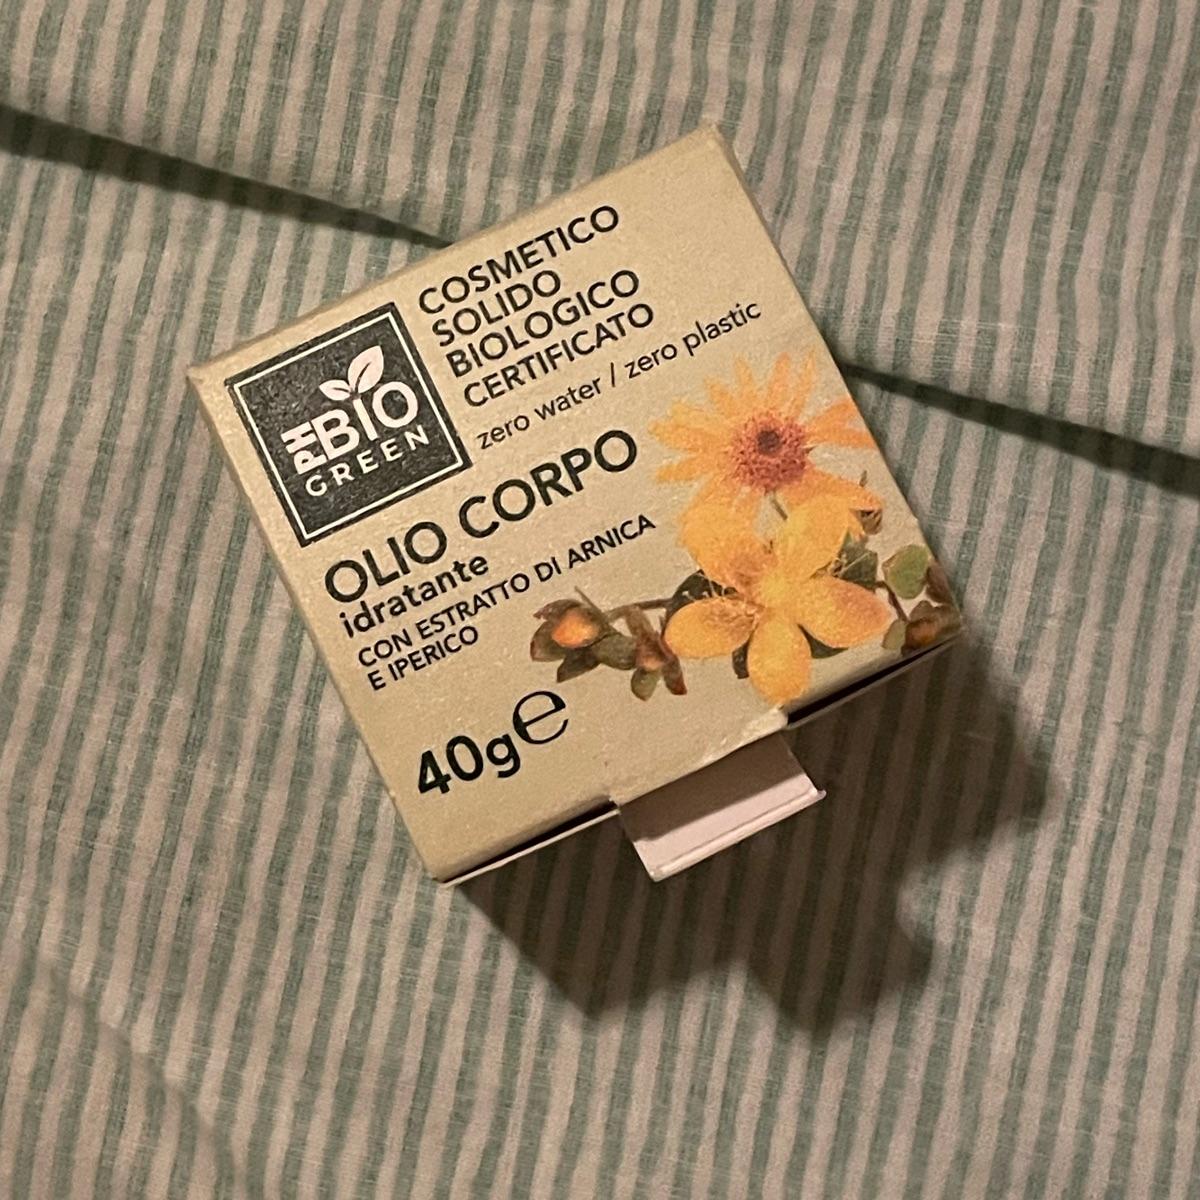 PH
BIO
GREEN
COSMETICO
SOLIDO
BIOLOGICO
CERTIFICATO
zero water / zero plastic
OLIO CORPO
idratante
CON ESTRATTO DI ARNICA
E IPERICO
40g℮